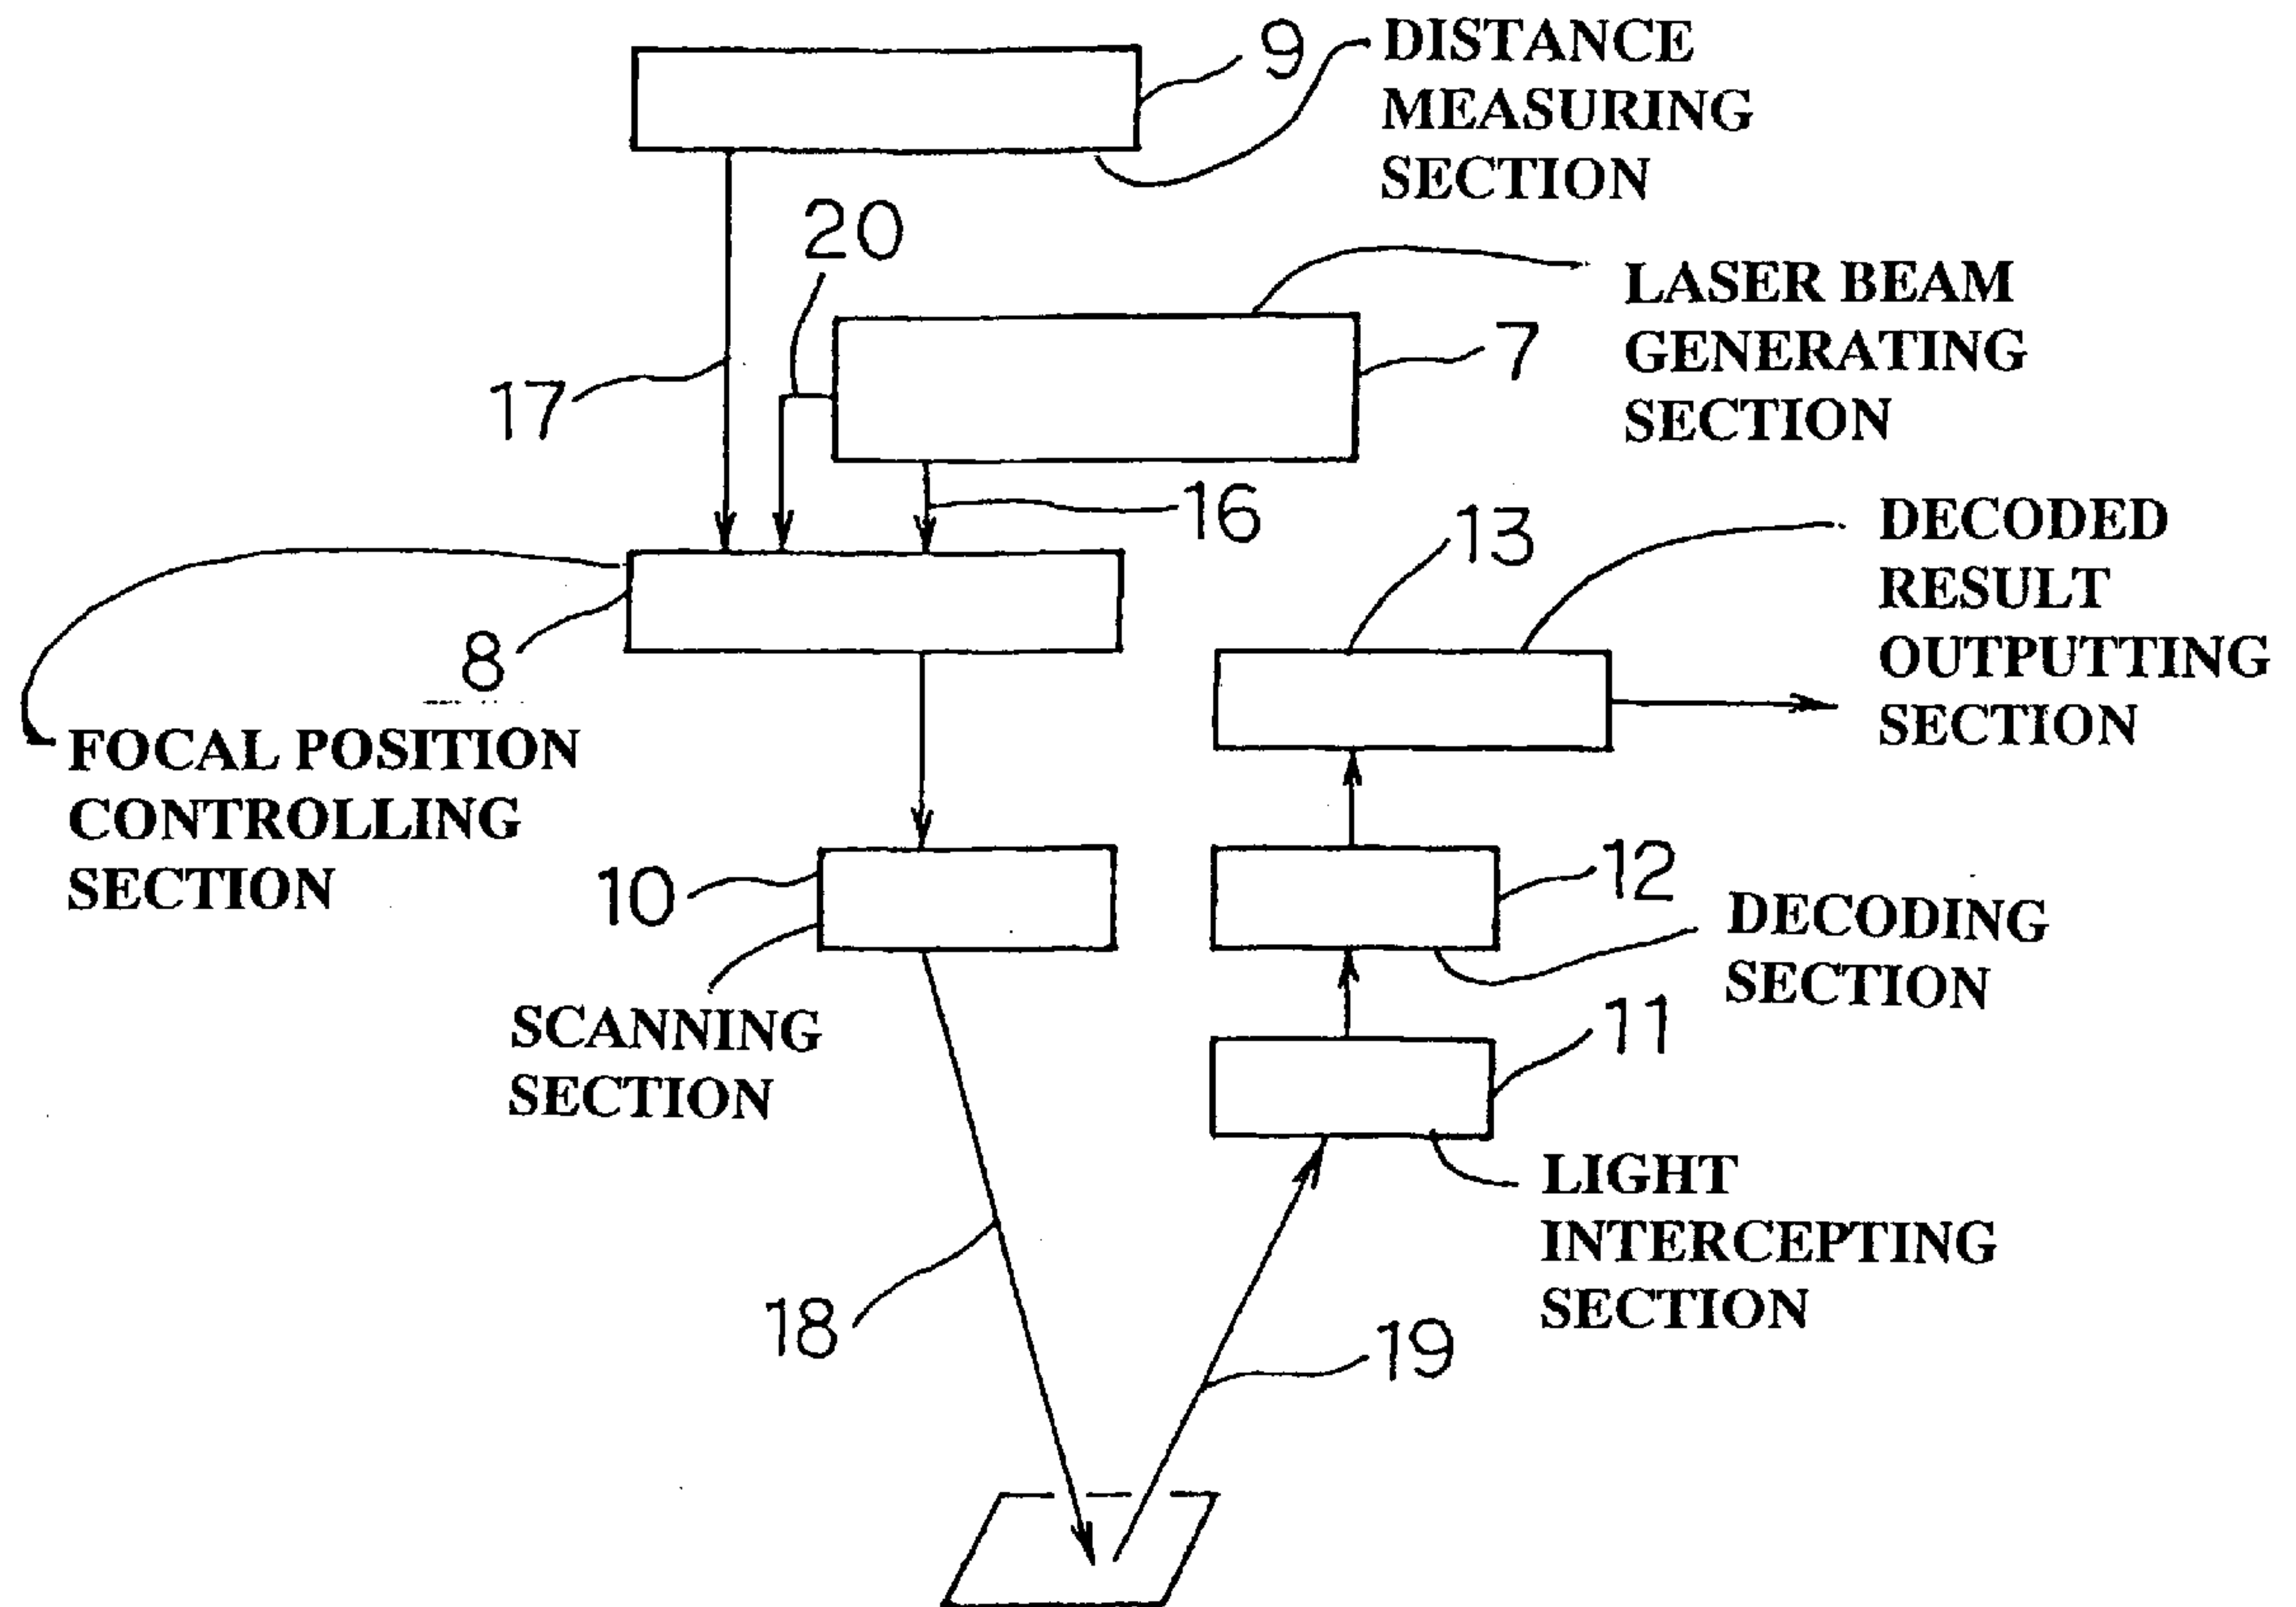 9
DISTANCE
MEASURING
SECTION
20
LASER BEAM
GENERATING
SECTION
7
17
16
13
DECODED
RESULT
OUTPUTTING
SECTION
8
FOCAL POSITION
CONTROLLING
SECTION
10
12
DECODING
SECTION
SCANNING
SECTION
11
LIGHT
INTERCEPTING
SECTION
18
19